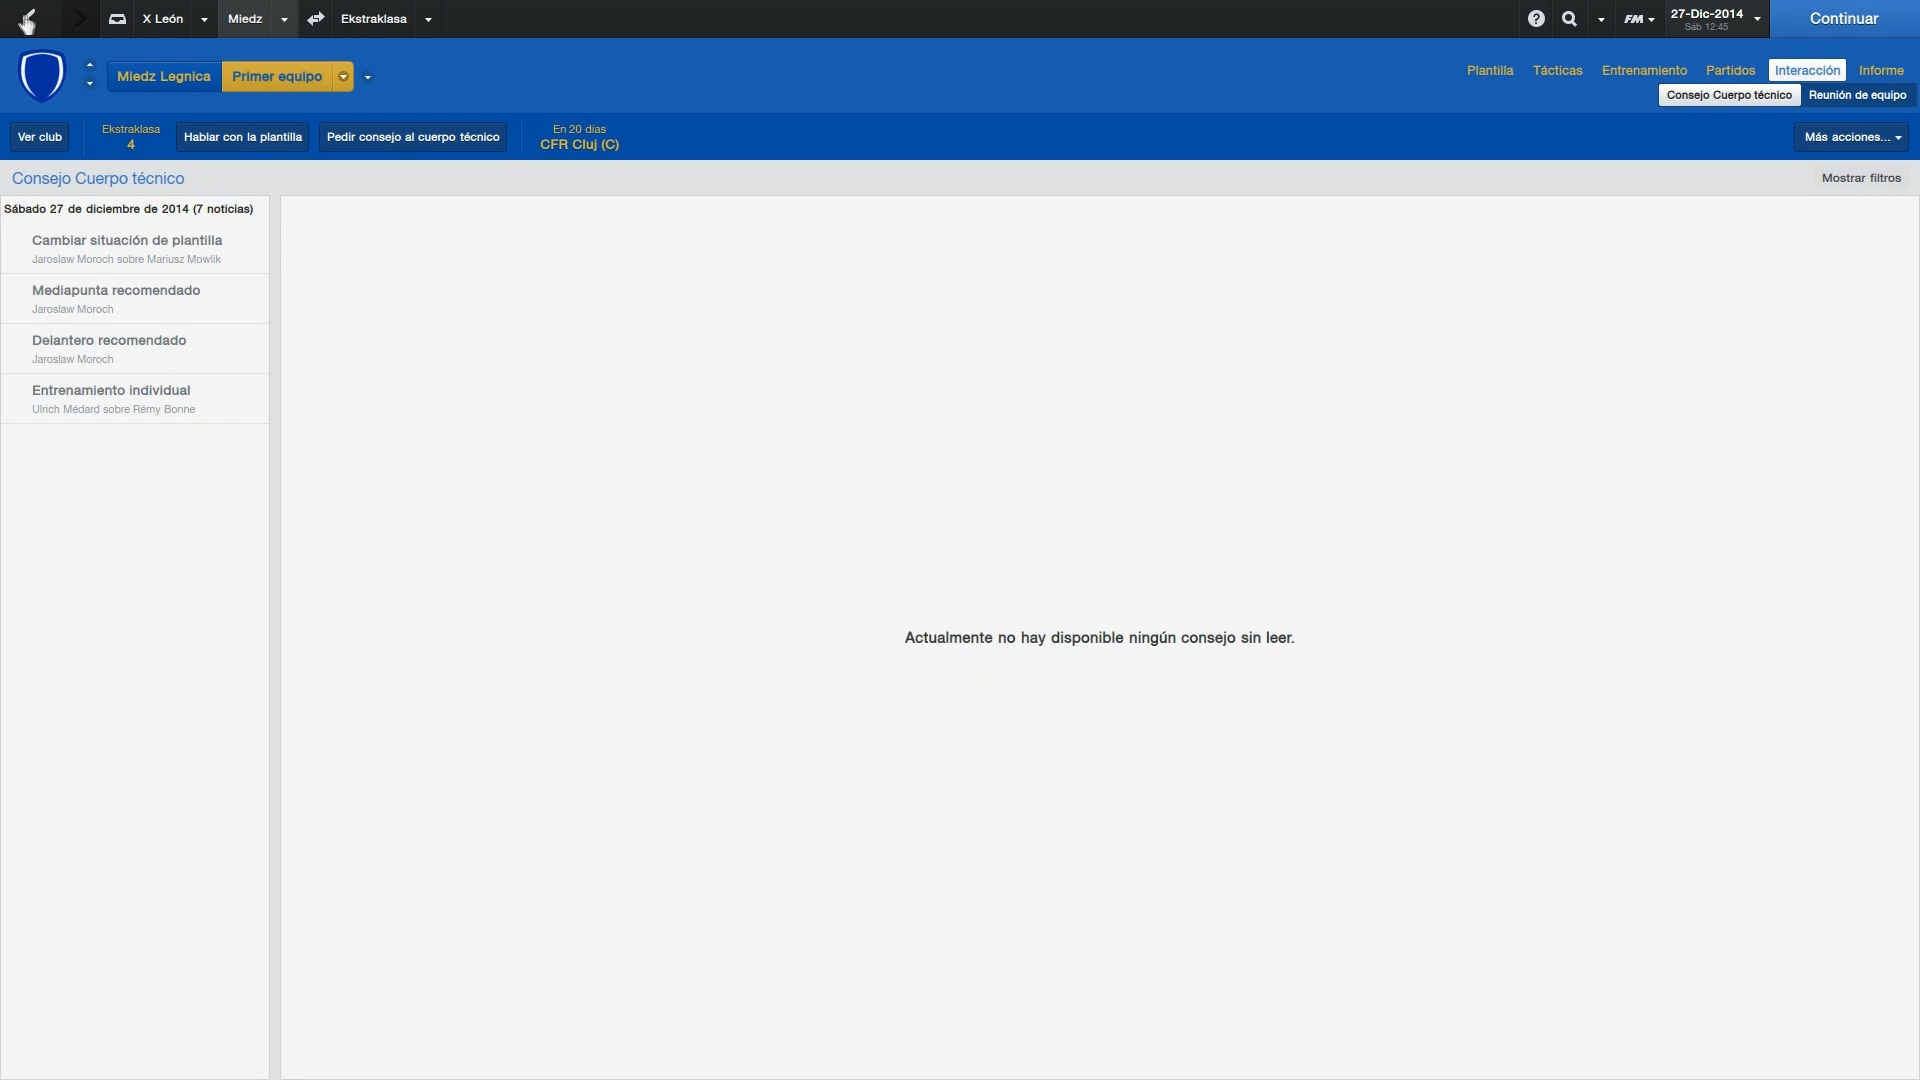 X León
Miedz
Ekstraklasa
FM
27-Dic-2014
Sáb 12:45
Continuar
Miedz Legnica
Primer equipo
Plantilla
Tácticas
Entrenamiento
Partidos
Interacción
Informe
Consejo Cuerpo técnico
Reunión de equipo
Ver club
Ekstraklasa
4
Hablar con la plantilla
Pedir consejo al cuerpo técnico
En 20 días
CFR Cluj (C)
Más acciones...
Consejo Cuerpo técnico
Mostrar filtros
Sábado 27 de diciembre de 2014 (7 noticias)
Cambiar situación de plantilla
Jaroslaw Moroch sobre Mariusz Mowlik
Mediapunta recomendado
Jaroslaw Moroch
Delantero recomendado
Jaroslaw Moroch
Entrenamiento individual
Ulrich Médard sobre Rémy Bonne
Actualmente no hay disponible ningún consejo sin leer.